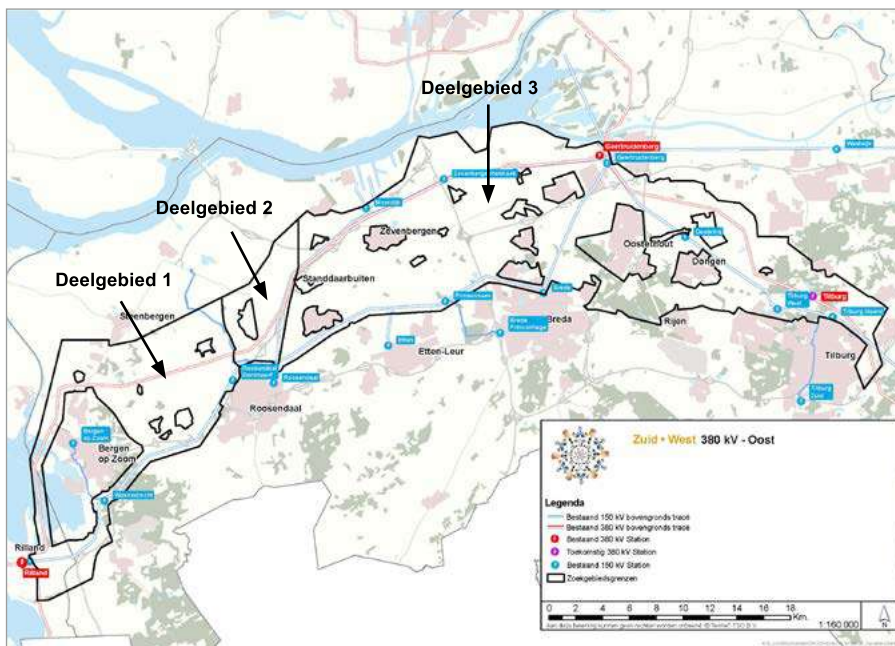 Deelgebied 3
Deelgebied 2
Deelgebied 1
Geertruidenberg
Geertruidenberg
Moerdijk
Zevenbergen
Oosterhout
Dongen
Standdaarbuiten
Steenbergen
Tilburg West
Tilburg
Tilburg Noord
Breda
Breda
Rijen
Tilburg
Etten
Etten-Leur
Roosendaal
Roosendaal
Tilburg Zuid
Bergen op Zoom
Bergen op Zoom
Woensdrecht
Rilland
Rilland
Zuid • West 380 kV - Oost
Legenda
Bestaand 150 kV bovengronds tracé
Bestaand 380 kV bovengronds tracé
Bestaand 380 kV Station
Toekomstig 380 kV Station
Bestaand 150 kV Station
Zoekgebiedsgrenzen
0 2 4 6 8 10 12 14 16 18
Km.
1:160 000
N